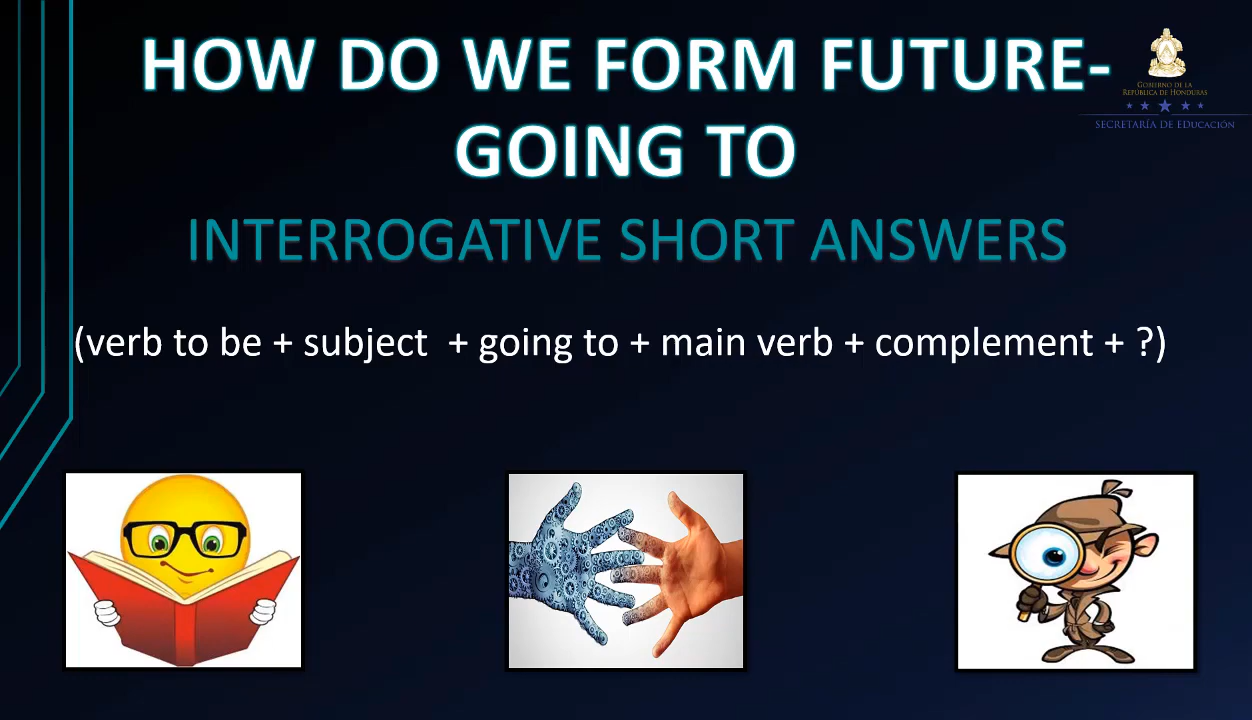 HOW DO WE FORM FUTURE-
GOING TO
GOBIERNO DE LA
REPÚBLICA DE HONDURAS
SECRETARÍA DE EDUCACIÓN
INTERROGATIVE SHORT ANSWERS
(verb to be + subject + going to + main verb + complement + ?)